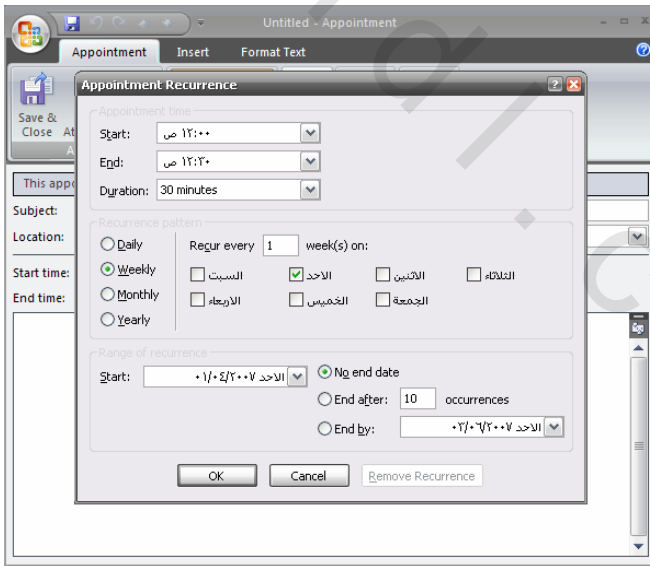 Untitled - Appointment
Appointment Insert Format Text
Save &
Close At
A
Appointment Recurrence
Appointment time
Start: ١٢:٠٠ ص
End: ١٢:٣٠ ص
Duration: 30 minutes
This appo
Subject:
Location:
Start time:
End time:
Recurrence pattern
Daily
Weekly
Monthly
Yearly
Recur every 1 week(s) on:
السبت الاحد الاثنين الثلاثاء
الاربعاء الخميس الجمعة
Range of recurrence
Start: الاحد ٠١/٠٤/٢٠٠٧
No end date
End after: 10 occurrences
End by: الاحد ٠٣/٠٦/٢٠٠٧
OK Cancel Remove Recurrence